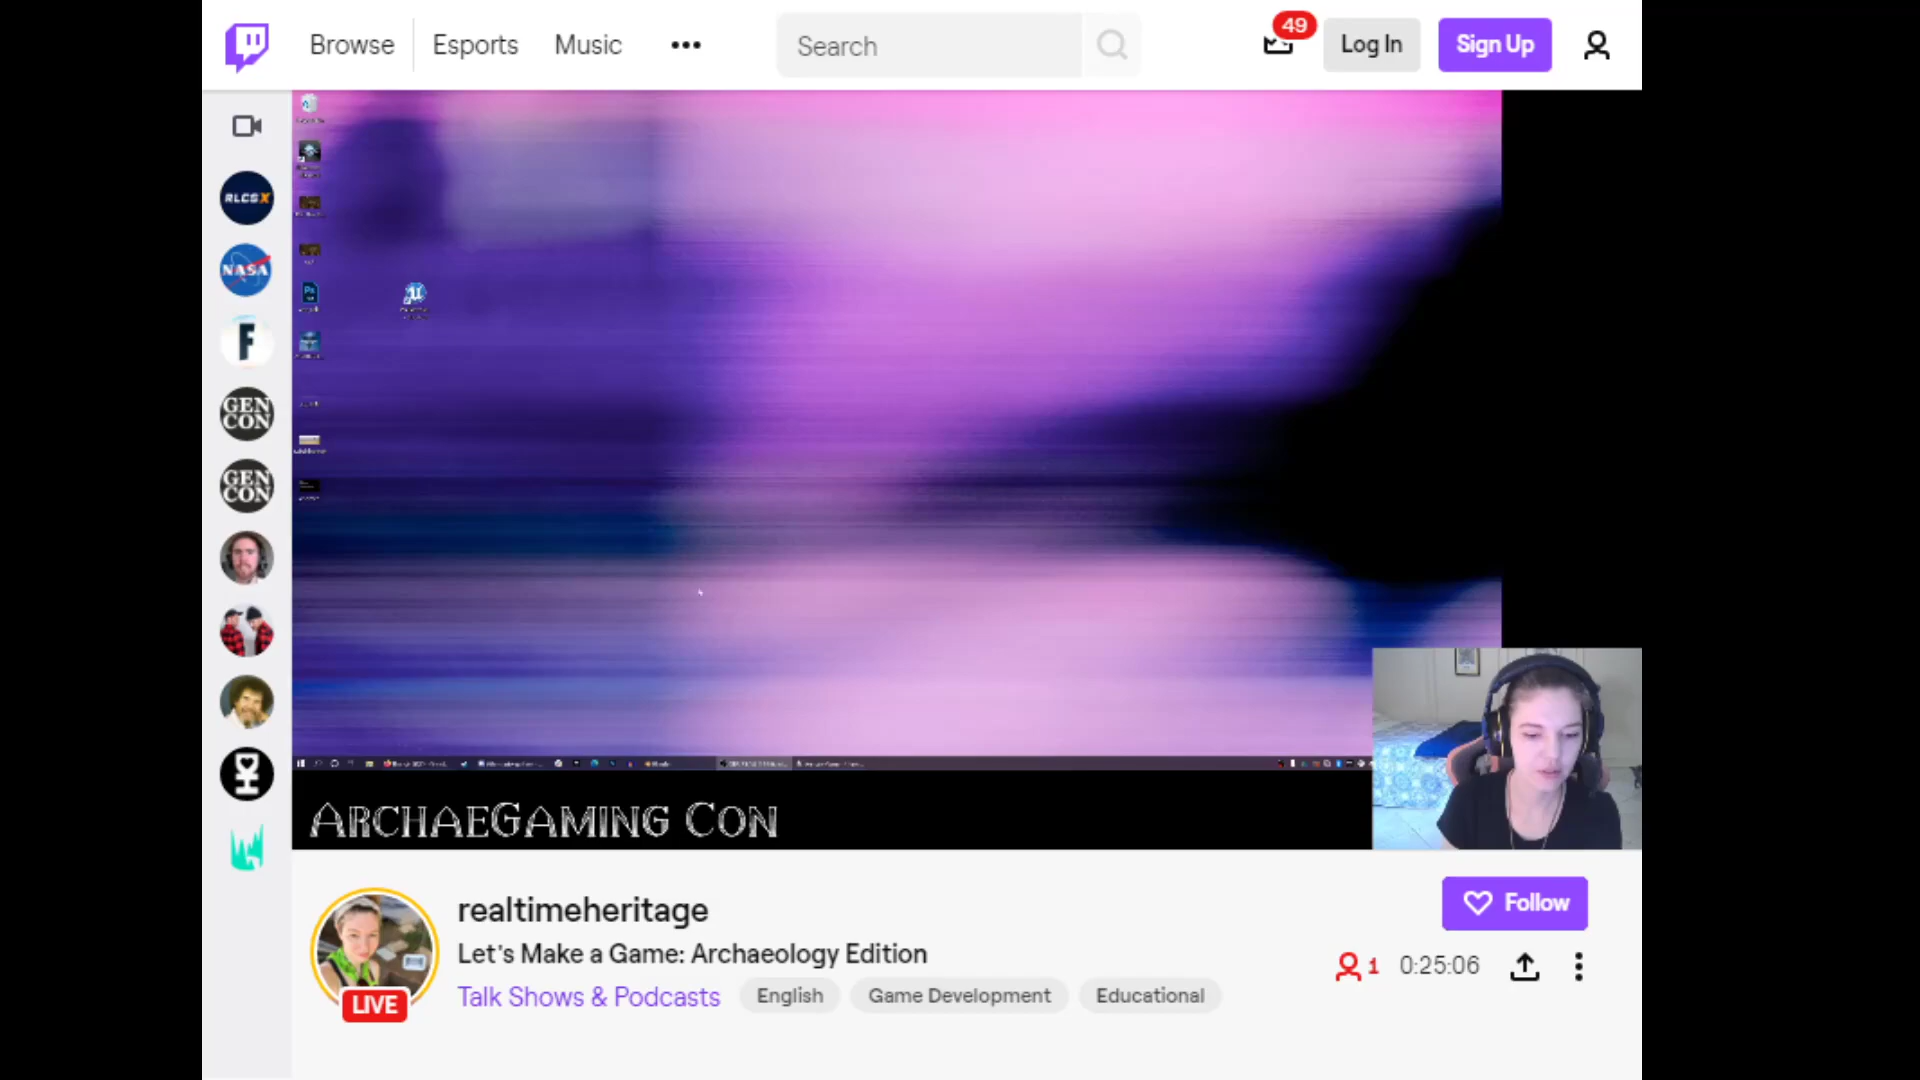 Browse
Esports
Music
Search
49
Log In
Sign Up
RLCS X
NASA
F
GEN
CON
GEN
CON
Ps
ArchaeGaming Con
realtimeheritage
Let's Make a Game: Archaeology Edition
Talk Shows & Podcasts
English
Game Development
Educational
LIVE
Follow
1
0:25:06